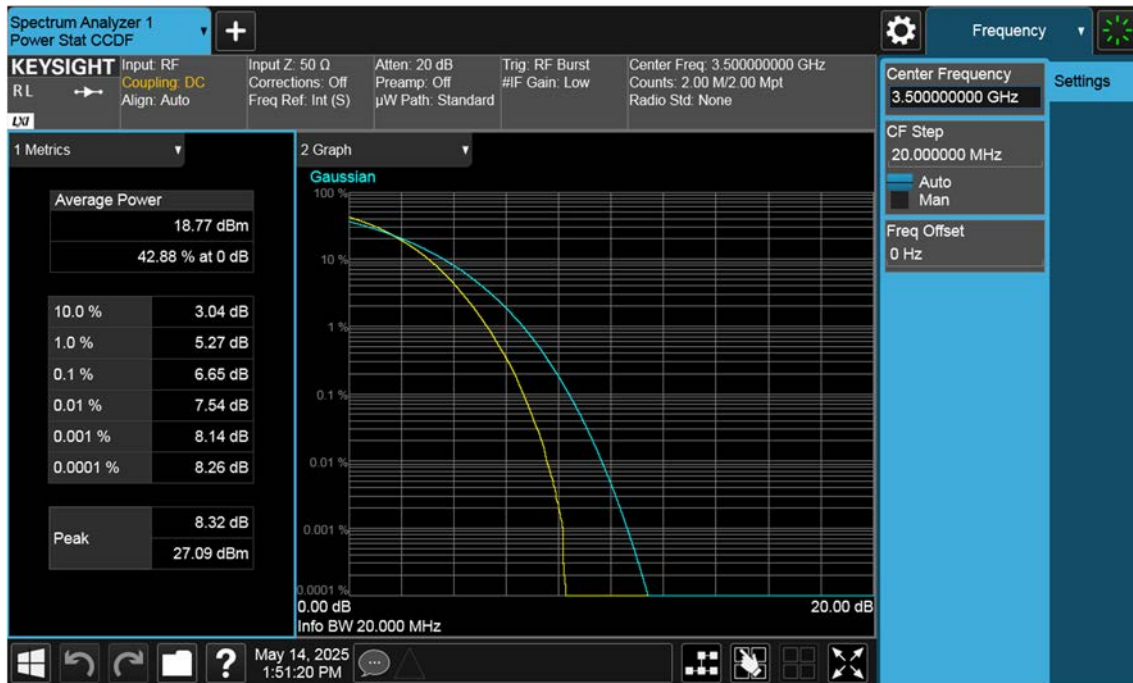 Spectrum Analyzer 1
Power Stat CCDF
Frequency
KEYSIGHT
RL
LXI
Input: RF
Coupling: DC
Align: Auto
Input Z: 50 Ω
Corrections: Off
Freq Ref: Int (S)
Atten: 20 dB
Preamp: Off
µW Path: Standard
Trig: RF Burst
#IF Gain: Low
Center Freq: 3.500000000 GHz
Counts: 2.00 M/2.00 Mpt
Radio Std: None
Center Frequency
3.500000000 GHz
Settings
CF Step
20.000000 MHz
Auto
Man
Freq Offset
0 Hz
1 Metrics
Average Power
18.77 dBm
42.88 % at 0 dB
10.0 % 3.04 dB
1.0 % 5.27 dB
0.1 % 6.65 dB
0.01 % 7.54 dB
0.001 % 8.14 dB
0.0001 % 8.26 dB
Peak
8.32 dB
27.09 dBm
2 Graph
Gaussian
100 %
10 %
1 %
0.1 %
0.01 %
0.001 %
0.0001 %
0.00 dB 20.00 dB
Info BW 20.000 MHz
?
May 14, 2025
1:51:20 PM